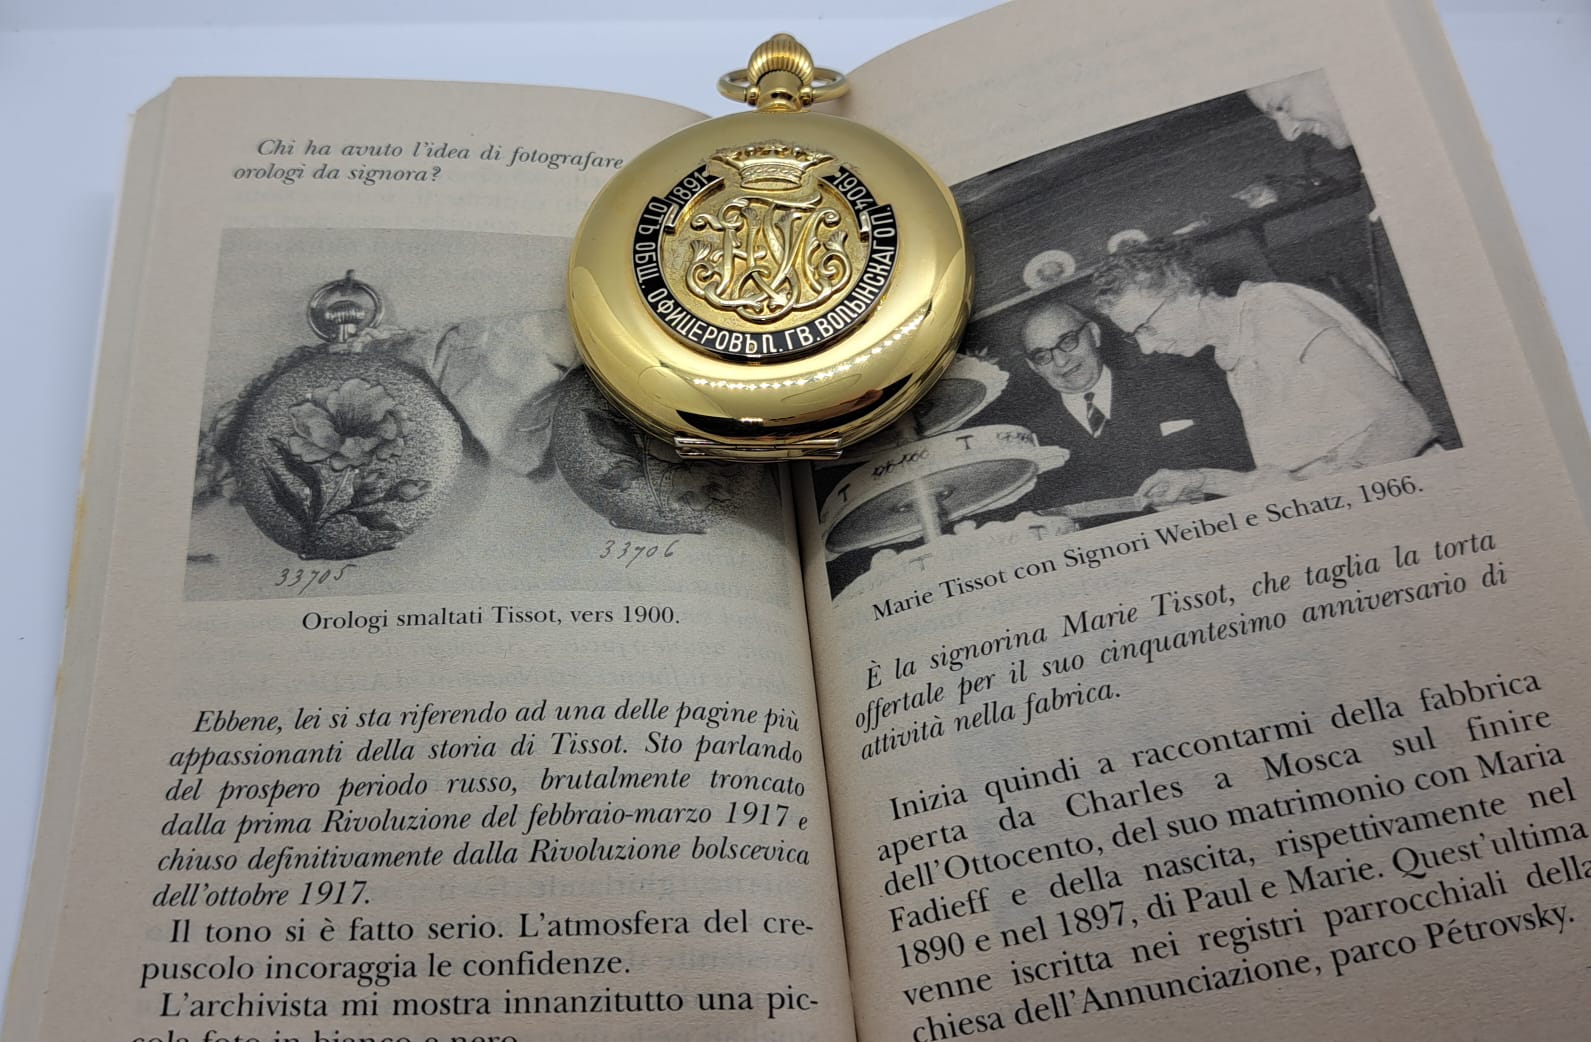 Chi ha avuto l'idea di fotografare
orologi da signora?
33705
33706
Orologi smaltati Tissot, vers 1900.
Ebbene, lei si sta riferendo ad una delle pagine più
appassionanti della storia di Tissot. Sto parlando
del prospero periodo russo, brutalmente troncato
dalla prima Rivoluzione del febbraio-marzo 1917 e
chiuso definitivamente dalla Rivoluzione bolscevica
dell'ottobre 1917.
Il tono si è fatto serio. L'atmosfera del cre-
puscolo incoraggia le confidenze.
L'archivista mi mostra innanzitutto una pic-
cola foto in bianco e nero
1891 1904
ОТЪ ОБЩ. ОФИЦЕРОВЪ Л. ГВ. ВОЛЫНСКАГО П.
T
T
T
T
Marie Tissot con Signori Weibel e Schatz, 1966.
È la signorina Marie Tissot, che taglia la torta
offertale per il suo cinquantesimo anniversario di
attività nella fabrica.
Inizia quindi a raccontarmi della fabbrica
aperta da Charles a Mosca sul finire
dell'Ottocento, del suo matrimonio con Maria
Fadieff e della nascita, rispettivamente nel
1890 e nel 1897, di Paul e Marie. Quest'ultima
venne iscritta nei registri parrocchiali della
chiesa dell'Annunciazione, parco Pétrovsky.